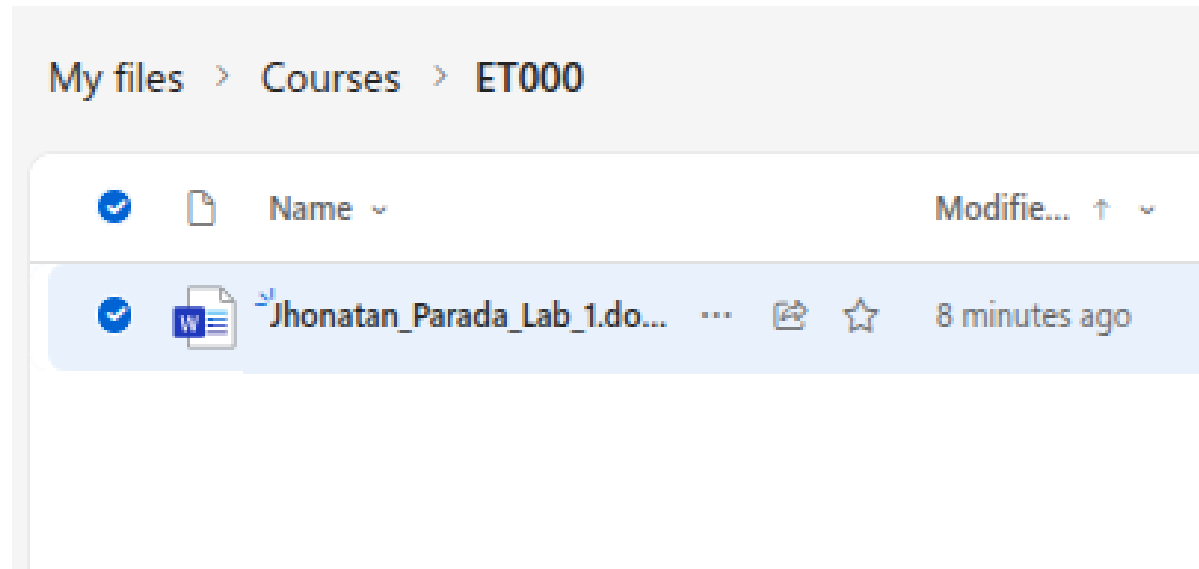 My files > Courses > ET000
Name Modifie...
W Jhonatan_Parada_Lab_1.do... ... 8 minutes ago